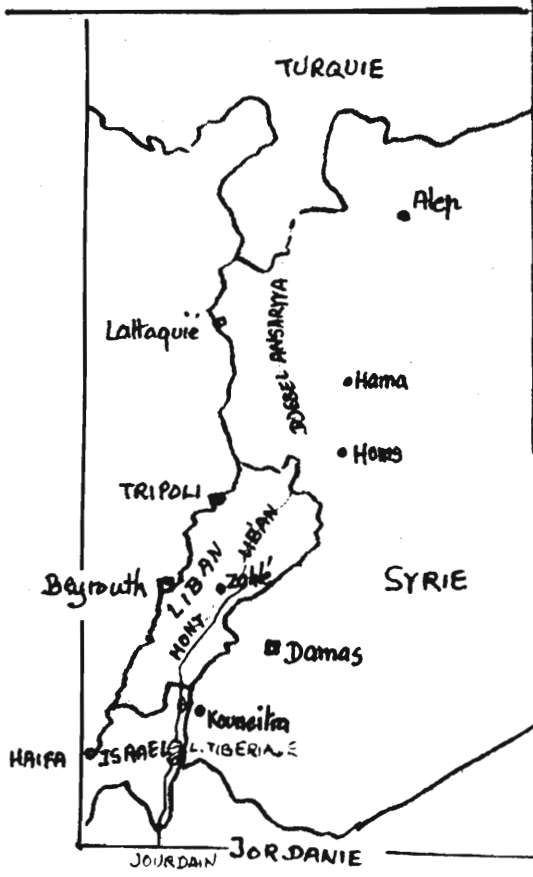 TURQUIE
Alep
Lattaquïe
DJEBEL ANSARIYA
Hama
Homs
TRIPOLI
LIBAN
MONT LIBAN
Beyrouth
Zahlé
SYRIE
Damas
Kouneitra
HAIFA
ISRAEL
L. TIBERIADE
JOURDAIN
JORDANIE